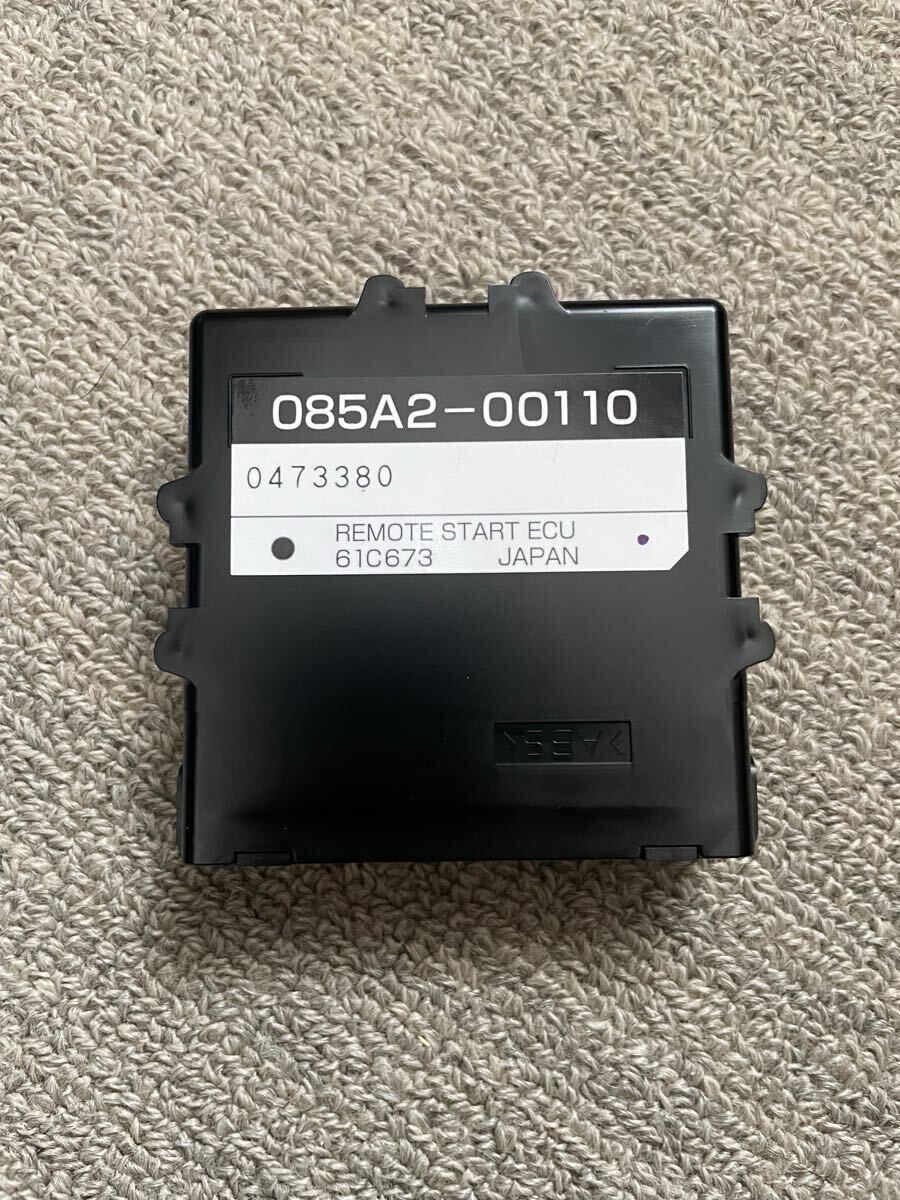 085A2-00110
0473380
REMOTE START ECU
61C673 JAPAN
>ABS<